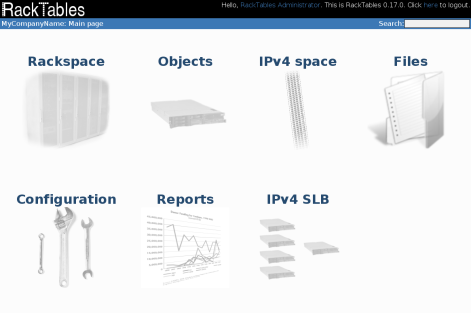 RackTables
Hello, RackTables Administrator. This is RackTables 0.17.0. Click here to logout
MyCompanyName: Main page
Search:
Rackspace
Objects
IPv4 space
Files
Configuration
Reports
IPv4 SLB